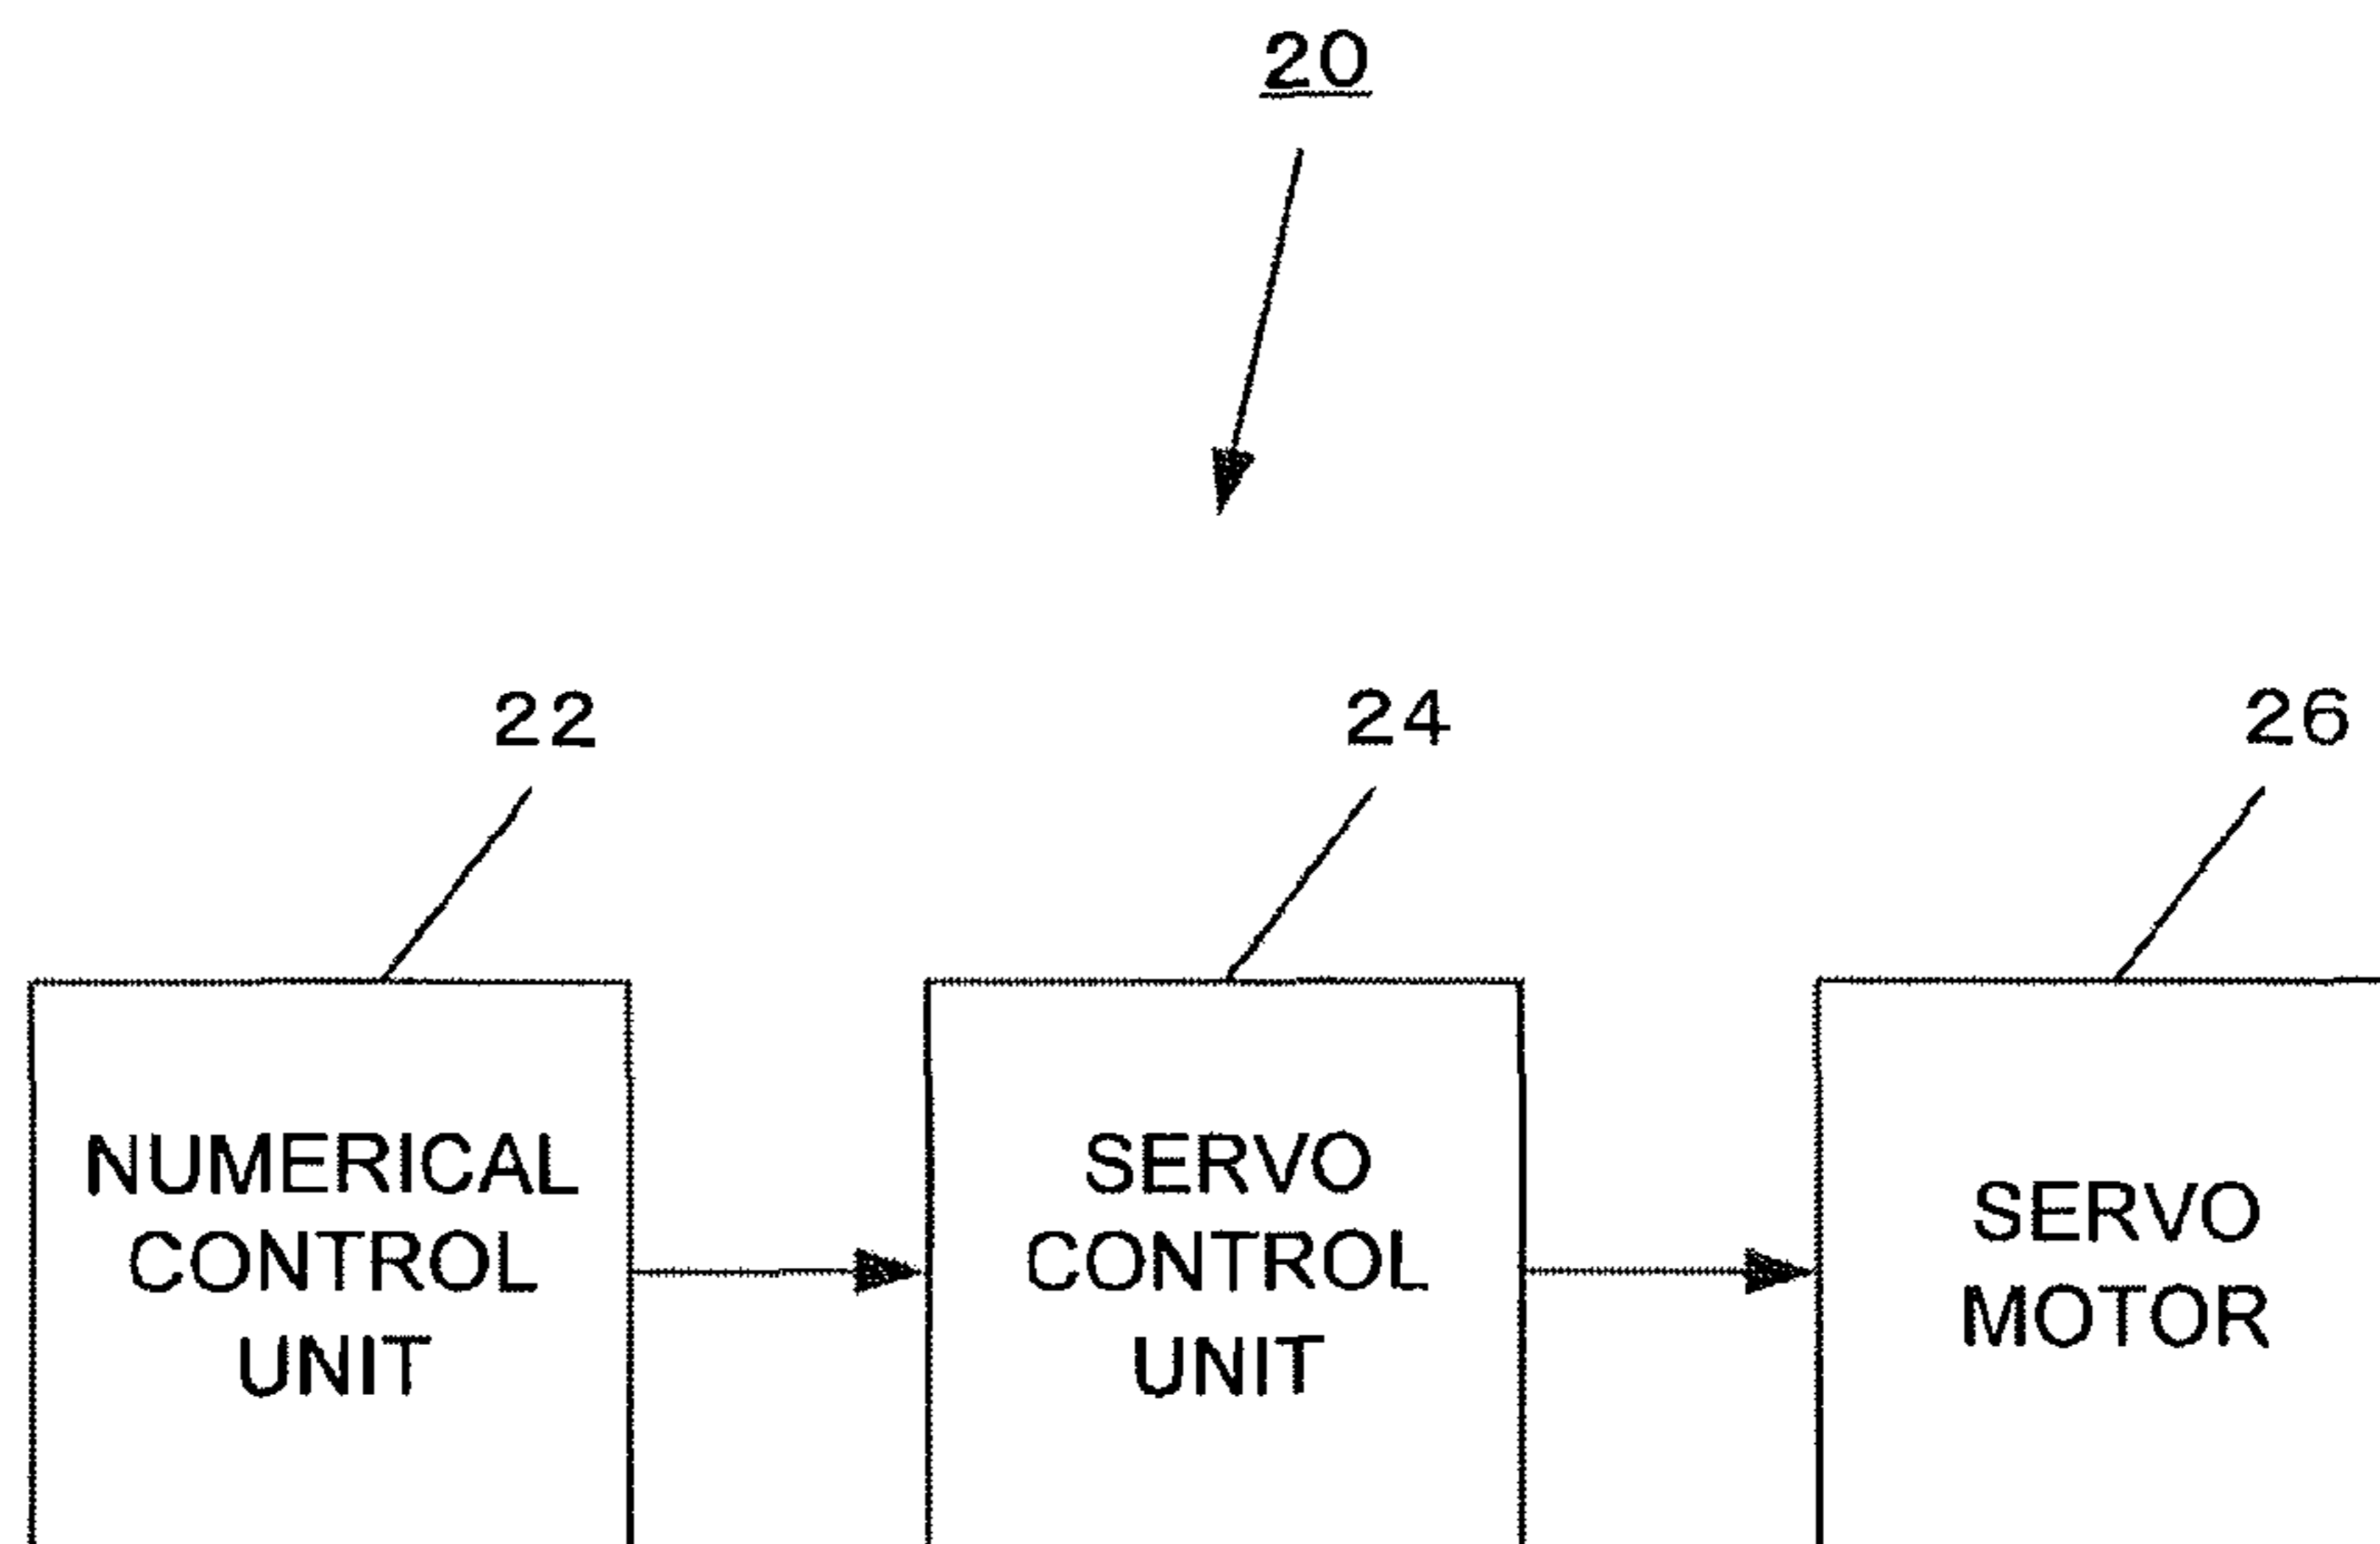 20
22
24
26
NUMERICAL
CONTROL
UNIT
SERVO
CONTROL
UNIT
SERVO
MOTOR